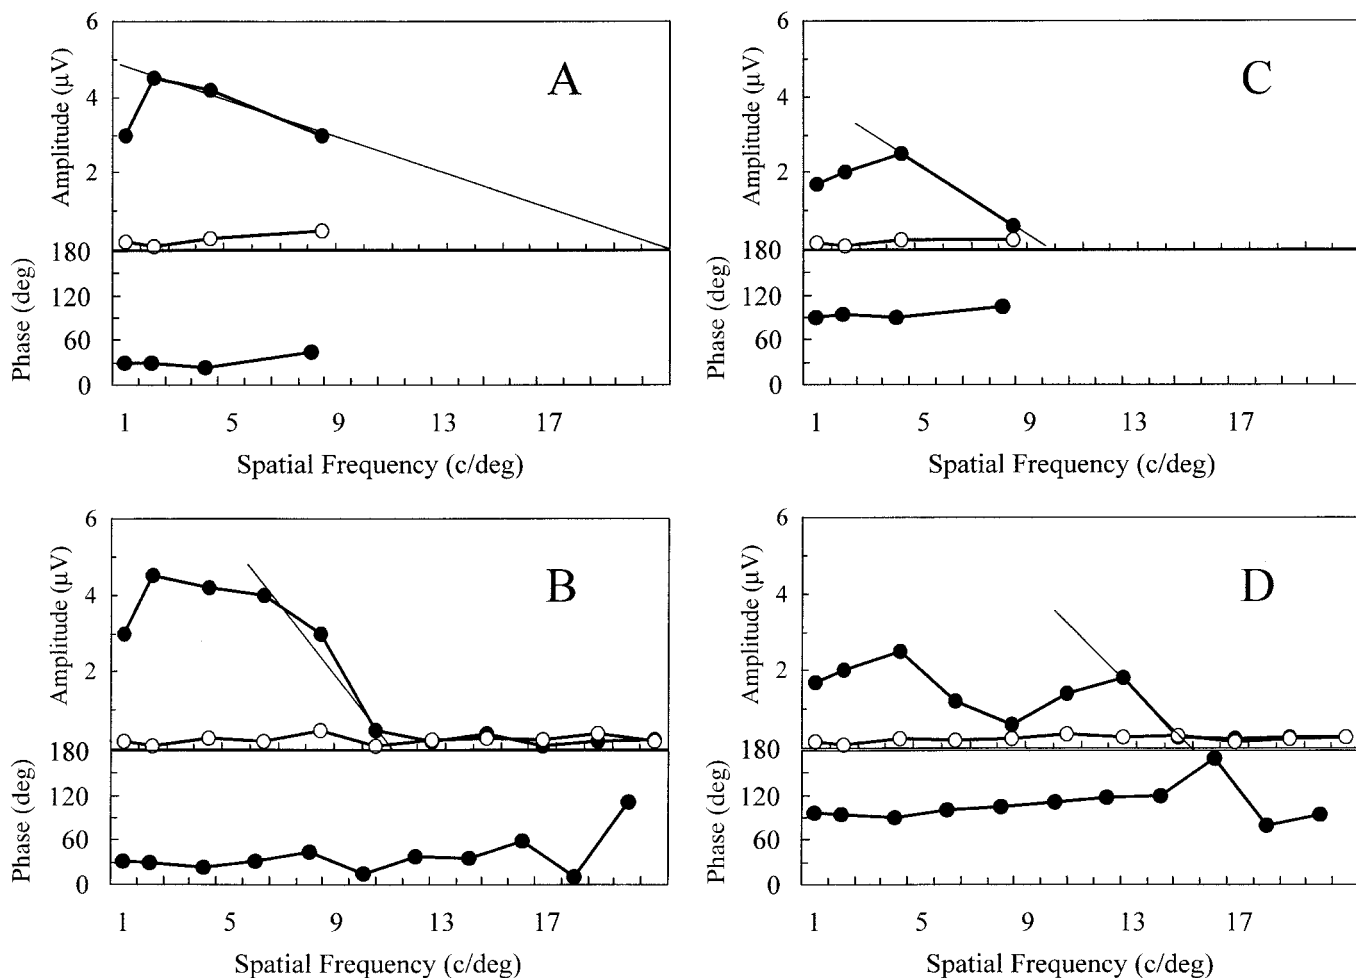 A
Amplitude (µV)
6
4
2
180
120
60
0
Phase (deg)
1 5 9 13 17
Spatial Frequency (c/deg)
C
Amplitude (µV)
6
4
2
180
120
60
0
Phase (deg)
1 5 9 13 17
Spatial Frequency (c/deg)
B
Amplitude (µV)
6
4
2
180
120
60
0
Phase (deg)
1 5 9 13 17
Spatial Frequency (c/deg)
D
Amplitude (µV)
6
4
2
180
120
60
0
Phase (deg)
1 5 9 13 17
Spatial Frequency (c/deg)